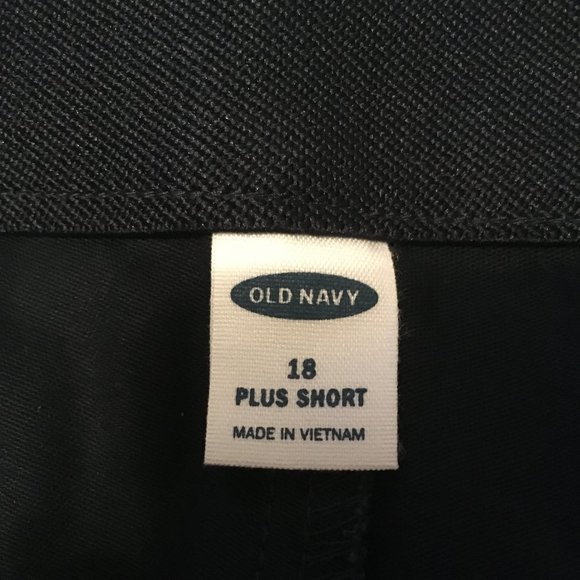 OLD NAVY
18
PLUS SHORT
MADE IN VIETNAM